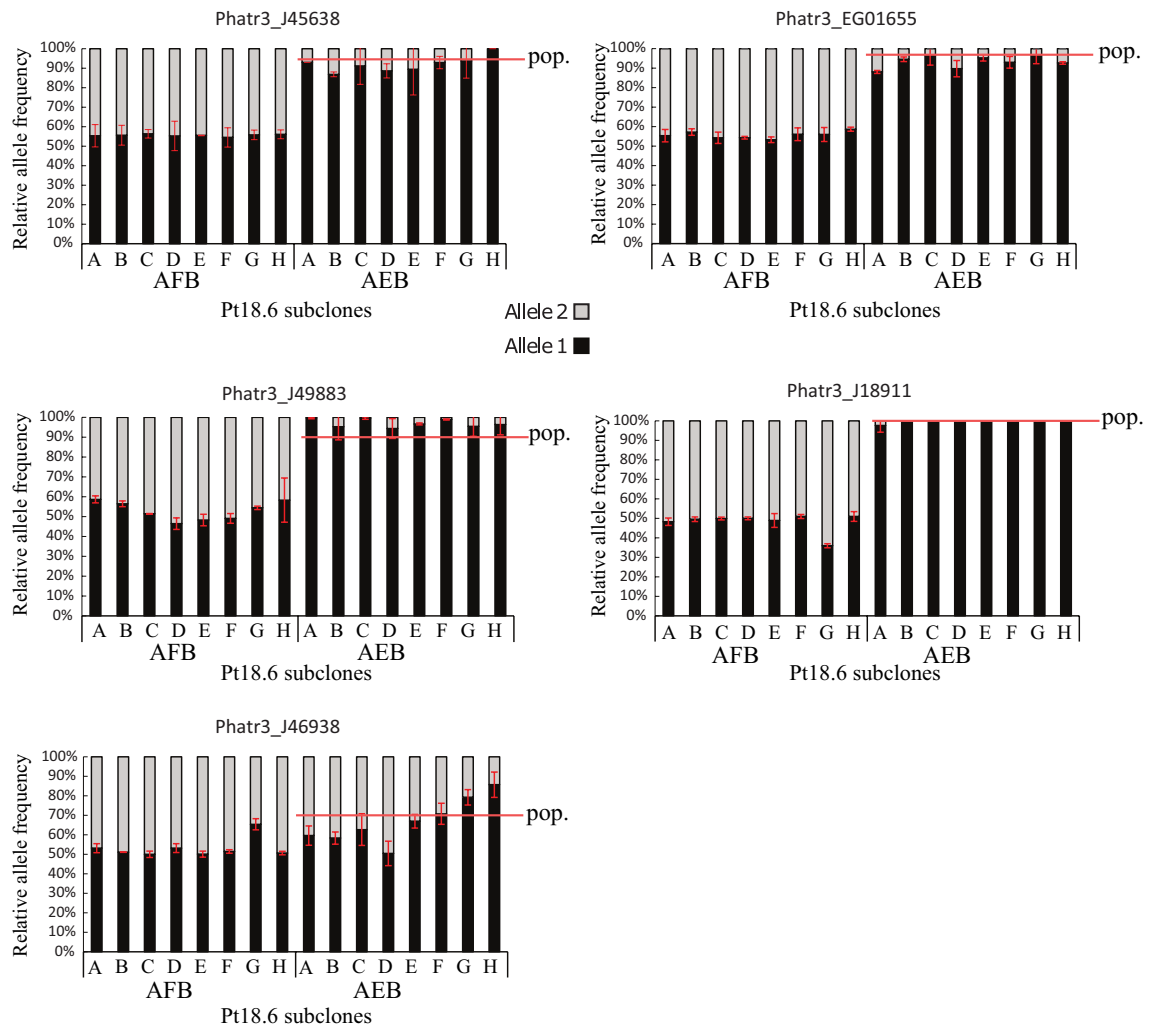 Phatr3_J45638
Relative allele frequency
100%
90%
80%
70%
60%
50%
40%
30%
20%
10%
0%
pop.
A B C D E F G H A B C D E F G H
AFB AEB
Pt18.6 subclones
Phatr3_EG01655
Relative allele frequency
100%
90%
80%
70%
60%
50%
40%
30%
20%
10%
0%
pop.
A B C D E F G H A B C D E F G H
AFB AEB
Pt18.6 subclones
Allele 2
Allele 1
Phatr3_J49883
Relative allele frequency
100%
90%
80%
70%
60%
50%
40%
30%
20%
10%
0%
pop.
A B C D E F G H A B C D E F G H
AFB AEB
Pt18.6 subclones
Phatr3_J18911
Relative allele frequency
100%
90%
80%
70%
60%
50%
40%
30%
20%
10%
0%
pop.
A B C D E F G H A B C D E F G H
AFB AEB
Pt18.6 subclones
Phatr3_J46938
Relative allele frequency
100%
90%
80%
70%
60%
50%
40%
30%
20%
10%
0%
pop.
A B C D E F G H A B C D E F G H
AFB AEB
Pt18.6 subclones